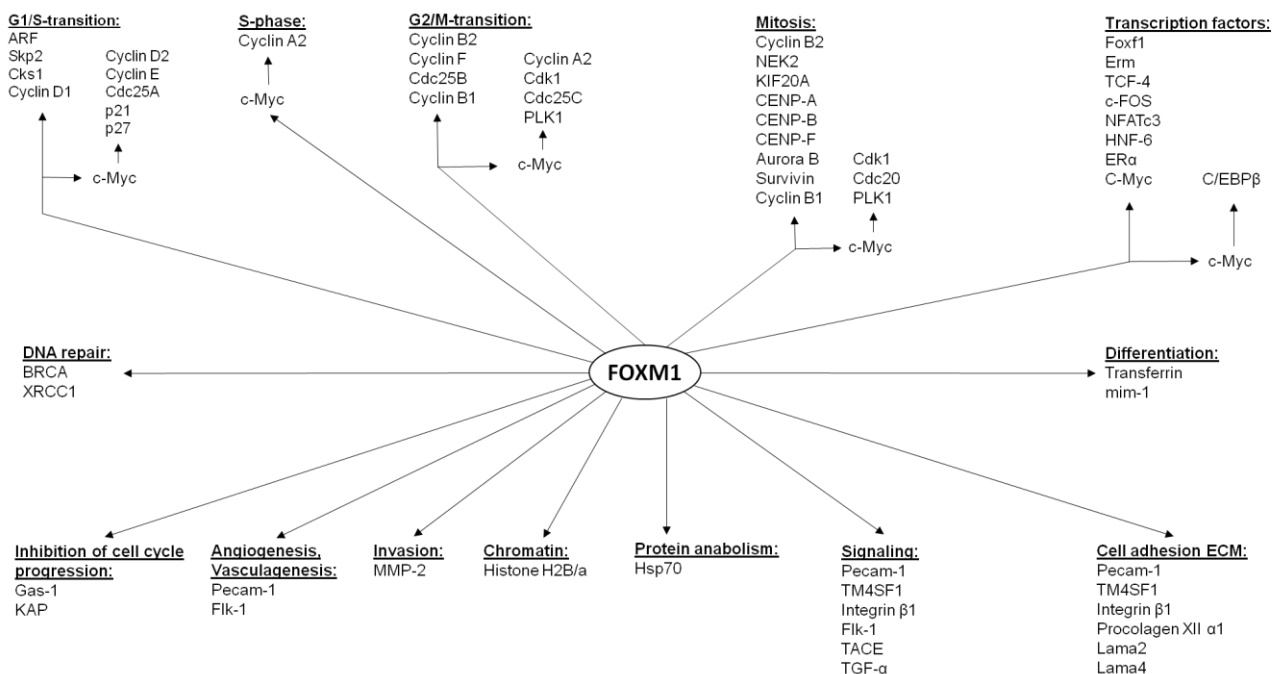 G1/S-transition:
ARF
Skp2
Cks1
Cyclin D1
Cyclin D2
Cyclin E
Cdc25A
p21
p27
c-Myc
S-phase:
Cyclin A2
c-Myc
G2/M-transition:
Cyclin B2
Cyclin F
Cdc25B
Cyclin B1
Cyclin A2
Cdk1
Cdc25C
PLK1
c-Myc
Mitosis:
Cyclin B2
NEK2
KIF20A
CENP-A
CENP-B
CENP-F
Aurora B
Survivin
Cyclin B1
Cdk1
Cdc20
PLK1
c-Myc
Transcription factors:
Foxf1
Erm
TCF-4
c-FOS
NFATc3
HNF-6
ERα
C-Myc
C/EBPβ
c-Myc
DNA repair:
BRCA
XRCC1
FOXM1
Differentiation:
Transferrin
mim-1
Inhibition of cell cycle
progression:
Gas-1
KAP
Angiogenesis,
Vasculagenesis:
Pecam-1
Flk-1
Invasion:
MMP-2
Chromatin:
Histone H2B/a
Protein anabolism:
Hsp70
Signaling:
Pecam-1
TM4SF1
Integrin β1
Flk-1
TACE
TGF-α
Cell adhesion ECM:
Pecam-1
TM4SF1
Integrin β1
Procolagen XII α1
Lama2
Lama4